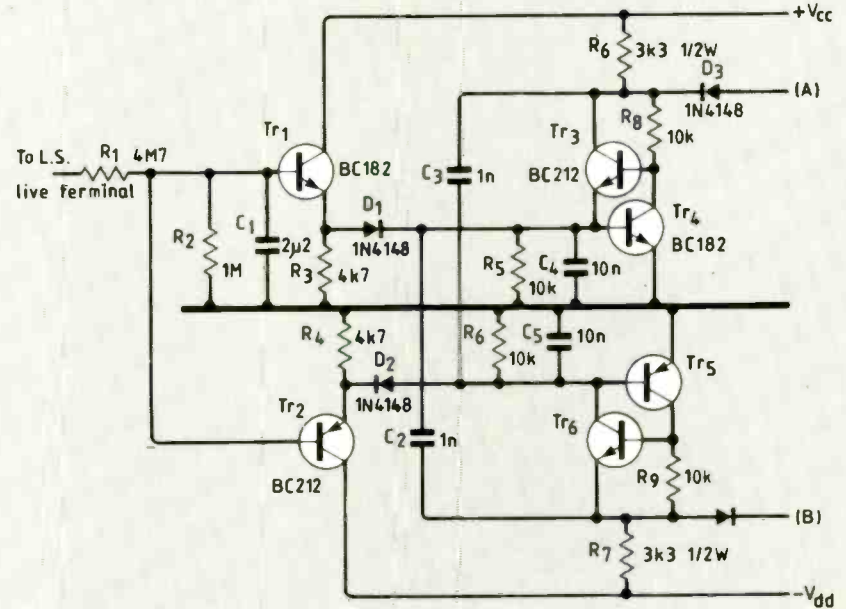 +Vcc
R6 3k3 1/2W
D3
(A)
1N4148
R8
10k
Tr3
BC212
Tr1
BC182
To L.S.
live ferminal
R1 4M7
C3
1n
Tr4
BC182
D1
1N4148
R2
1M
C1
2µ2
R3
4k7
R5
10k
C4
10n
R4
4k7
R6
10k
C5
10n
D2
1N4148
Tr5
Tr2
BC212
C2
1n
Tr6
R9
10k
(B)
R7
3k3 1/2W
-Vdd